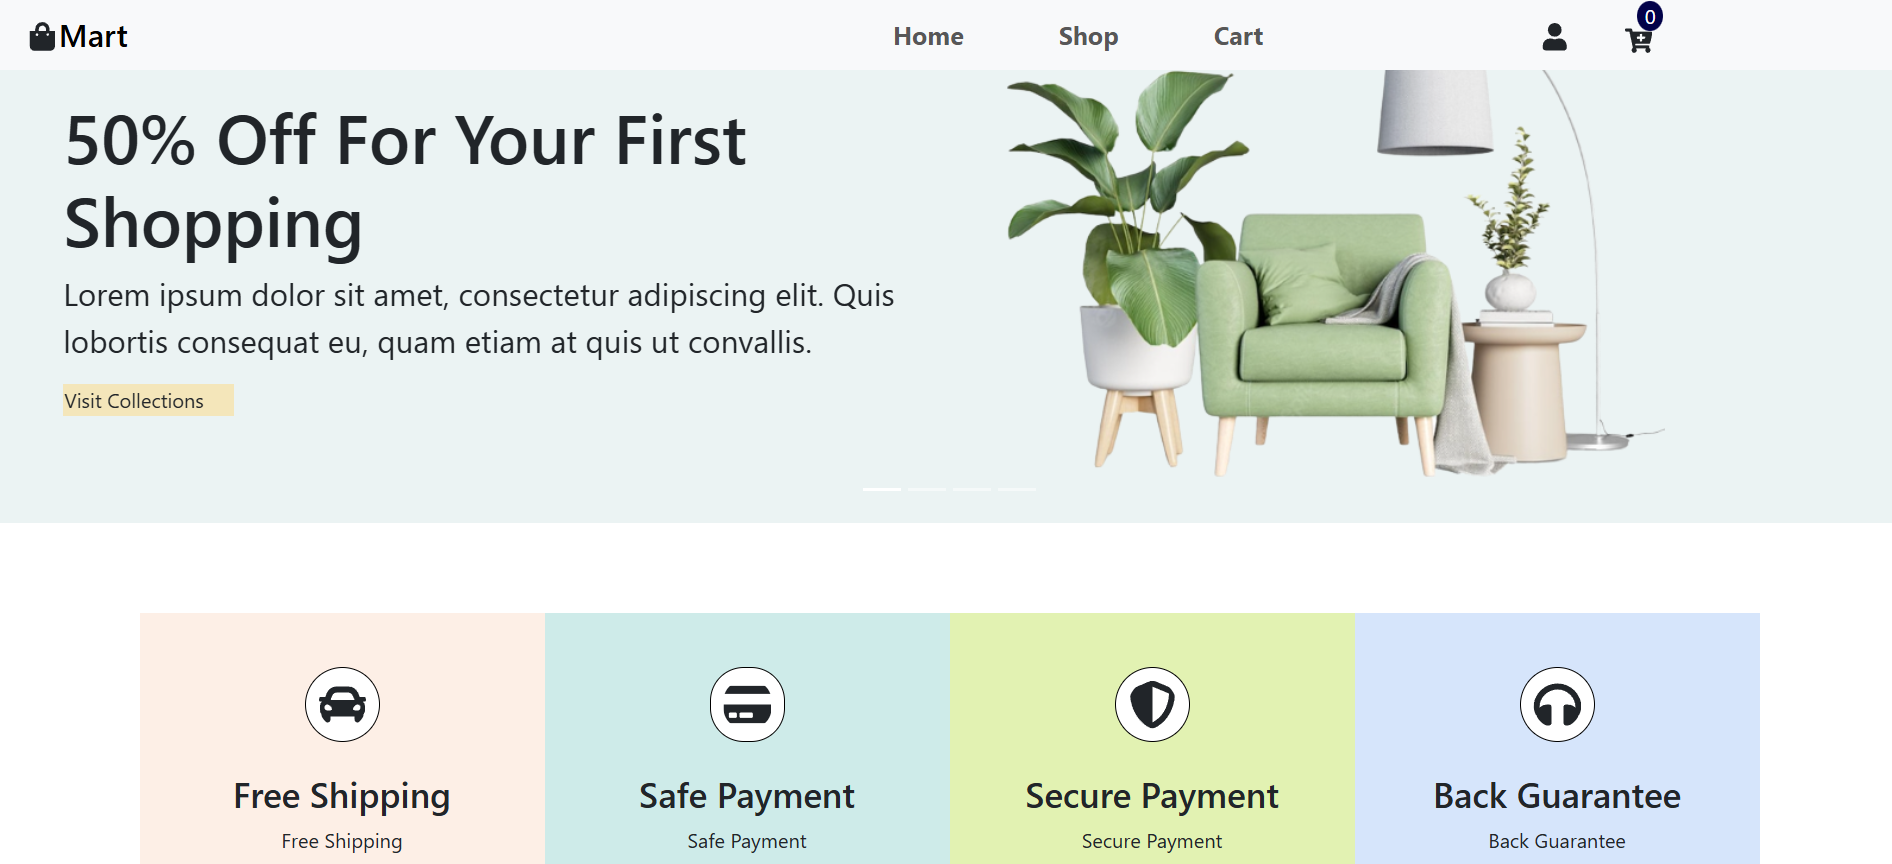 Mart
Home
Shop
Cart
0
50% Off For Your First
Shopping
Lorem ipsum dolor sit amet, consectetur adipiscing elit. Quis
lobortis consequat eu, quam etiam at quis ut convallis.
Visit Collections
Free Shipping
Free Shipping
Safe Payment
Safe Payment
Secure Payment
Secure Payment
Back Guarantee
Back Guarantee